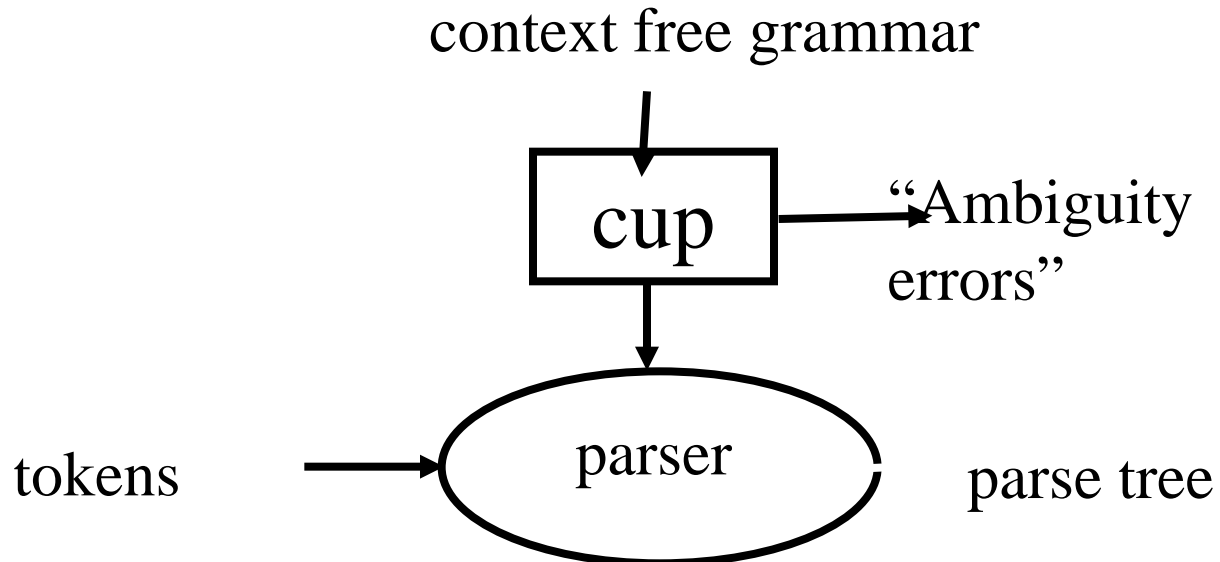 context free grammar
cup
“Ambiguity
errors”
parser
tokens
parse tree